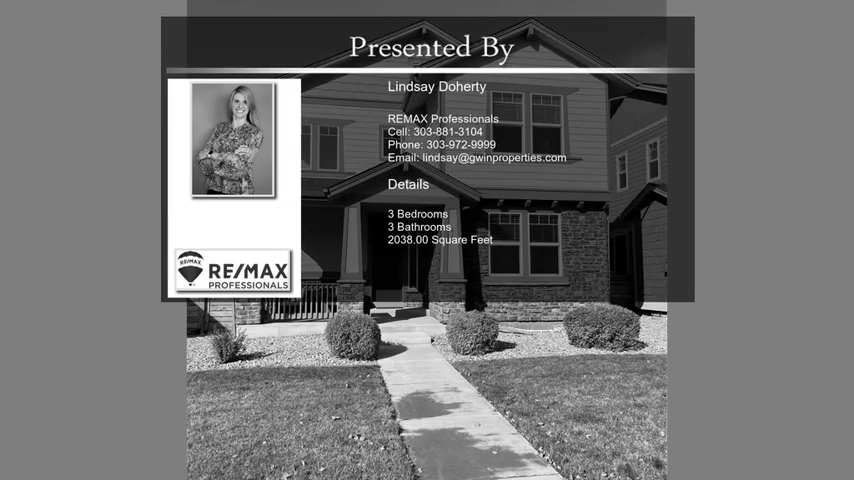 Presented By
Lindsay Doherty
REMAX Professionals
Cell: 303-881-3104
Phone: 303-972-9999
Email: lindsay@gwinproperties.com
Details
3 Bedrooms
3 Bathrooms
2038.00 Square Feet
RE/MAX
RE/MAX
PROFESSIONALS